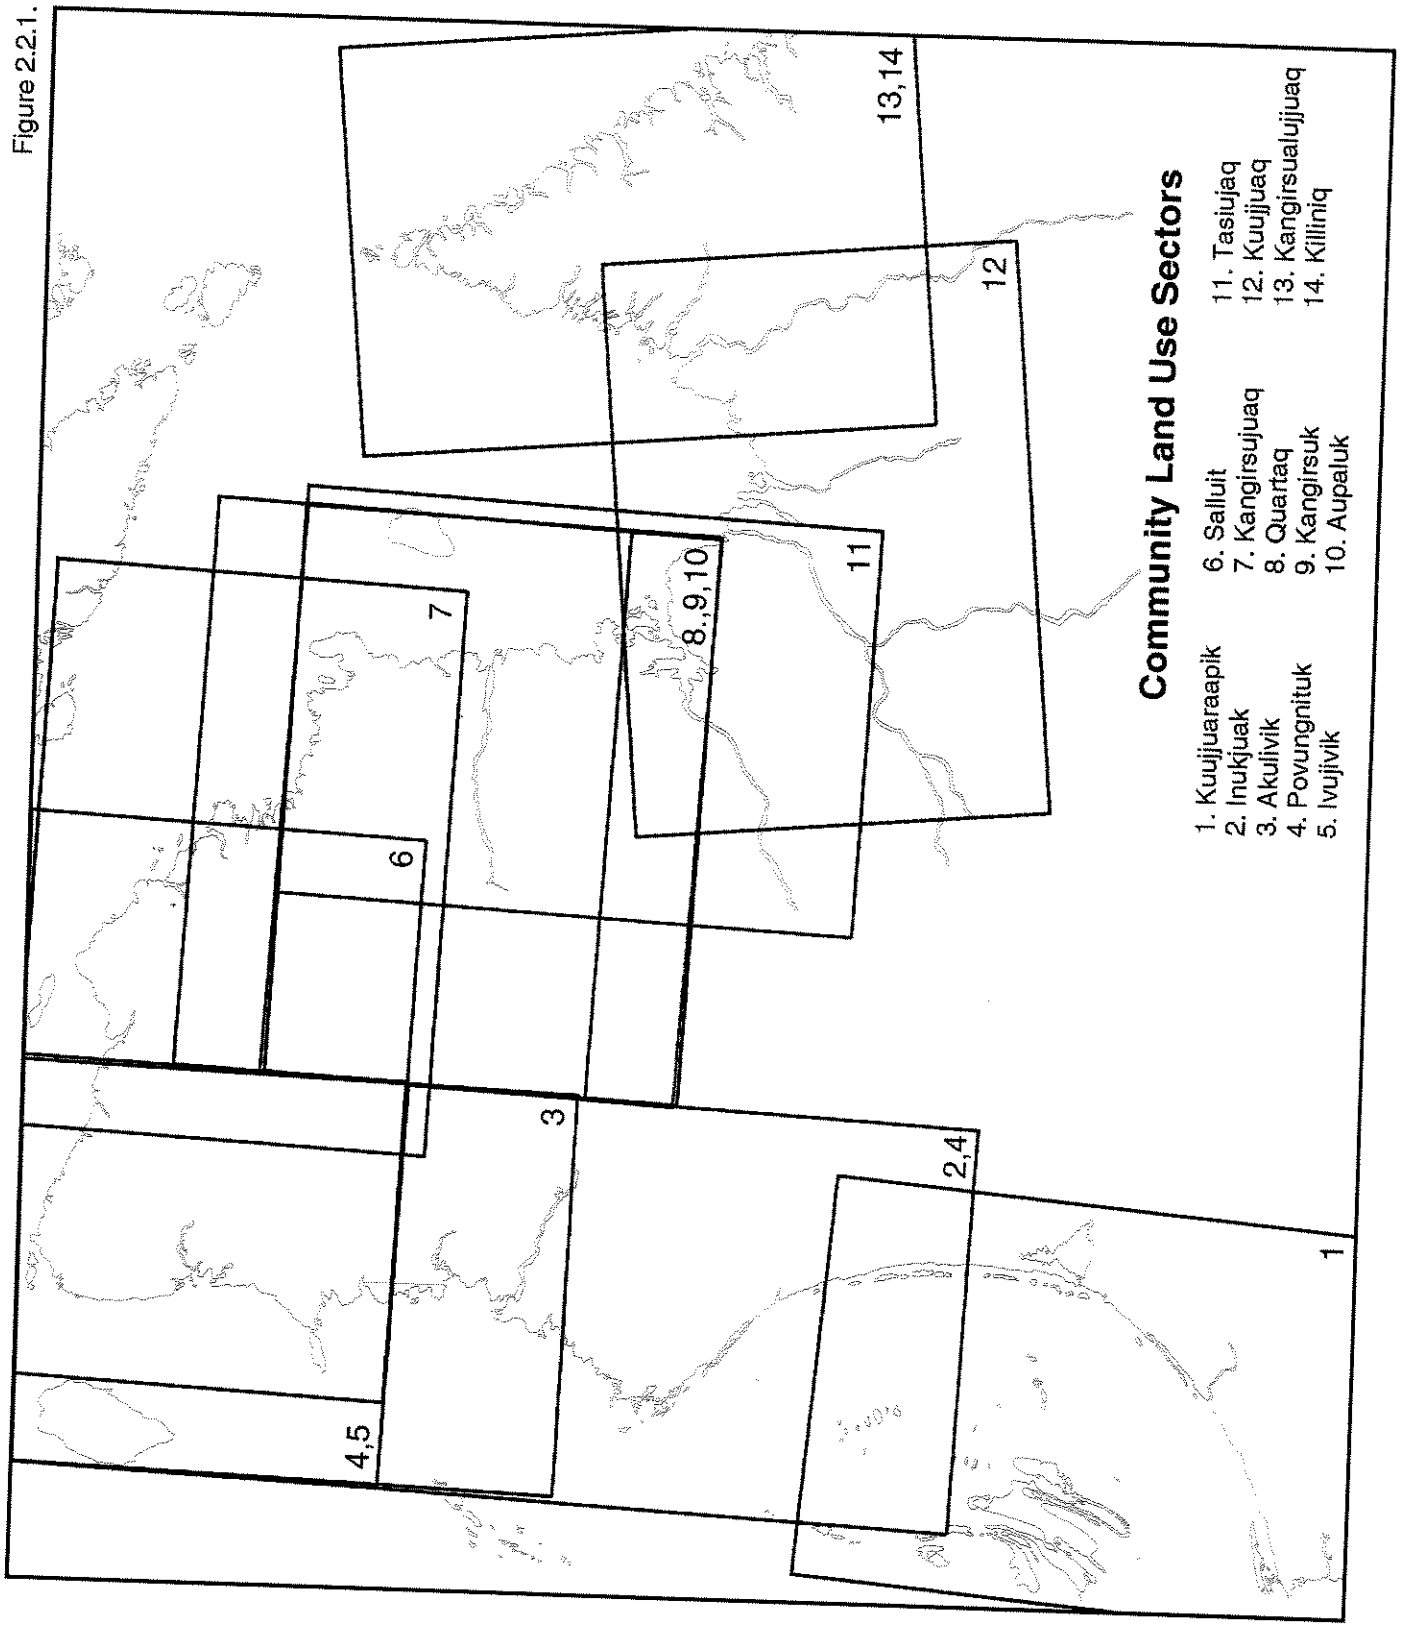 Figure 2.2.1.
13,14
12
7
8.,9,10
11
6
3
2,4
4,5
1
Community Land Use Sectors
1. Kuujjuaraapik
2. Inukjuak
3. Akulivik
4. Povungnituk
5. Ivujivik
6. Salluit
7. Kangirsujuaq
8. Quartaq
9. Kangirsuk
10. Aupaluk
11. Tasiujaq
12. Kuujjuaq
13. Kangirsualujjuaq
14. Killiniq